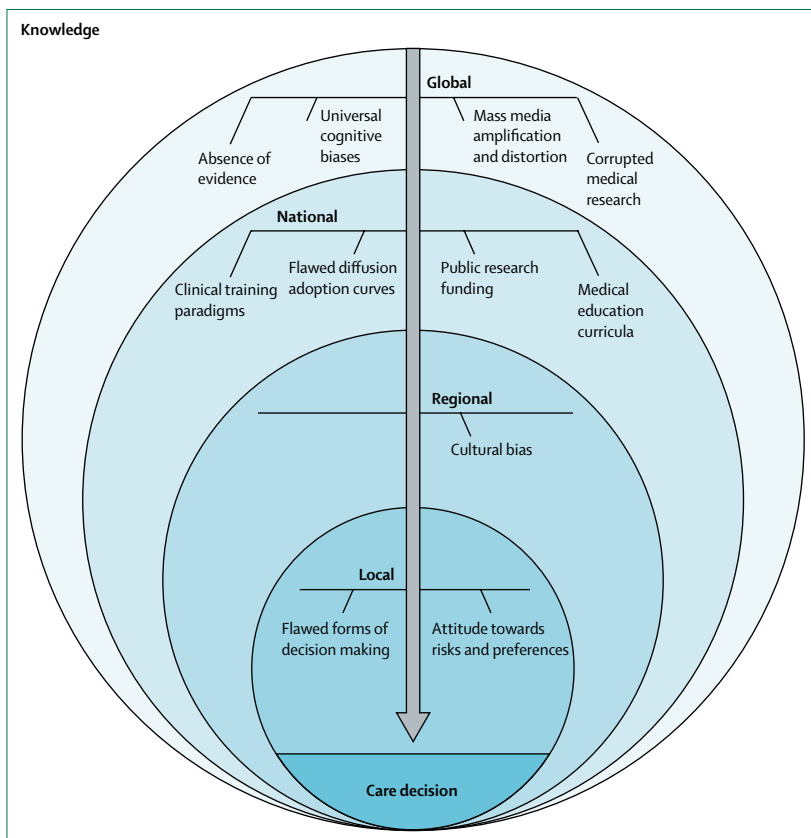 Knowledge
Global
Absence of
evidence
Universal
cognitive
biases
Mass media
amplification
and distortion
Corrupted
medical
research
National
Clinical training
paradigms
Flawed diffusion
adoption curves
Public research
funding
Medical
education
curricula
Regional
Cultural bias
Local
Flawed forms of
decision making
Attitude towards
risks and preferences
Care decision